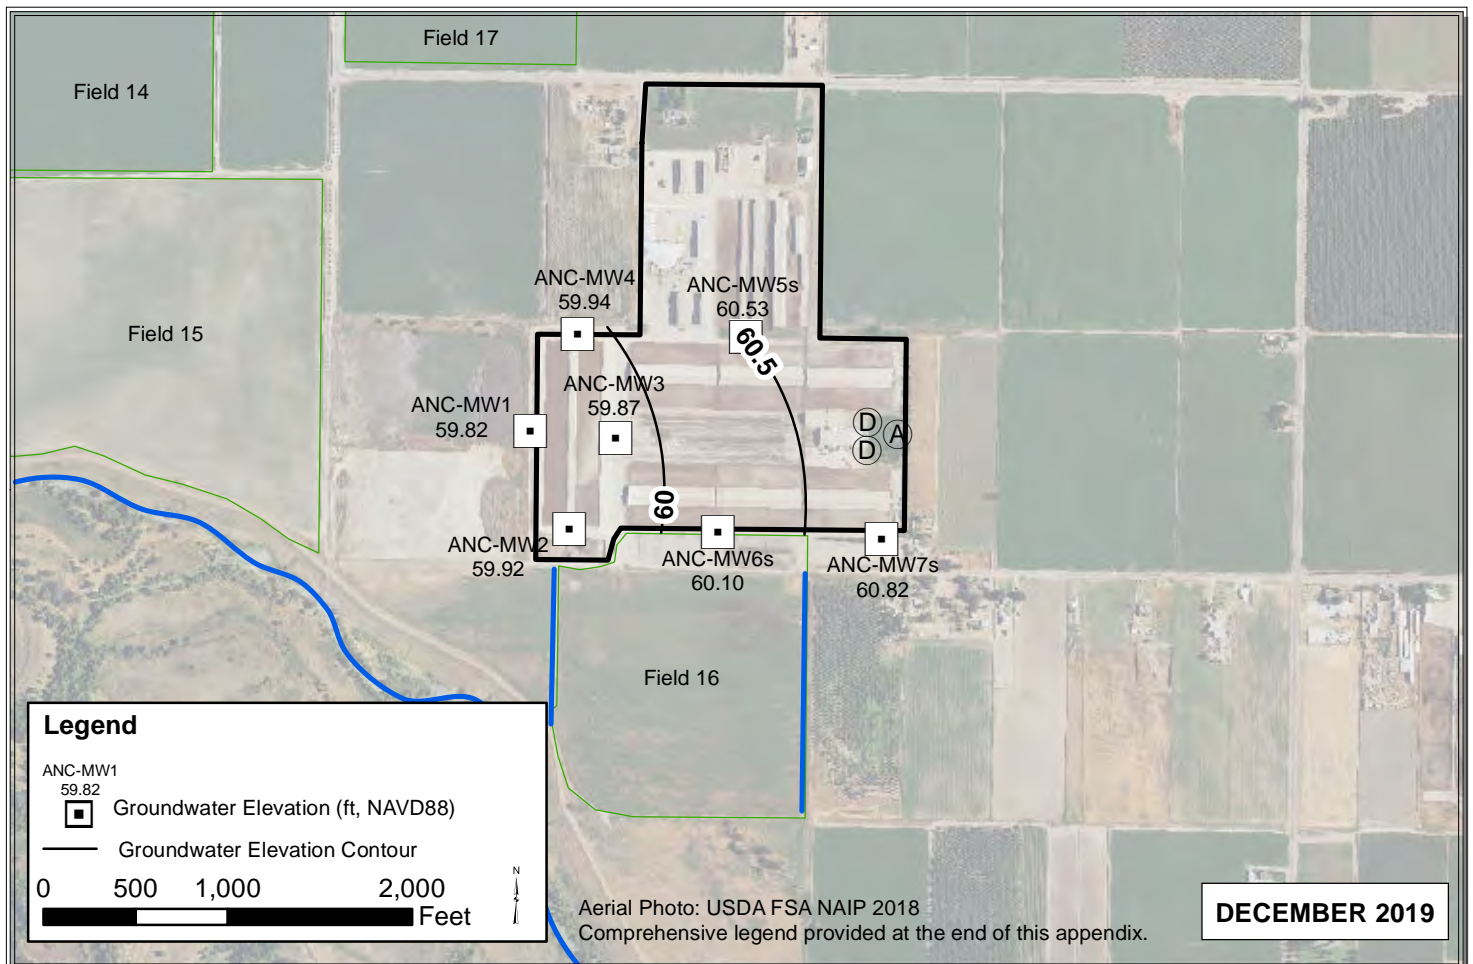 Field 17
Field 14
ANC-MW4
59.94
ANC-MW5s
60.53
Field 15
60.5
ANC-MW3
59.87
ANC-MW1
59.82
D
A
D
60
ANC-MW2
59.92
ANC-MW6s
60.10
ANC-MW7s
60.82
Field 16
Legend
ANC-MW1
59.82
Groundwater Elevation (ft, NAVD88)
Groundwater Elevation Contour
0 500 1,000 2,000
Feet
N
Aerial Photo: USDA FSA NAIP 2018
Comprehensive legend provided at the end of this appendix.
DECEMBER 2019